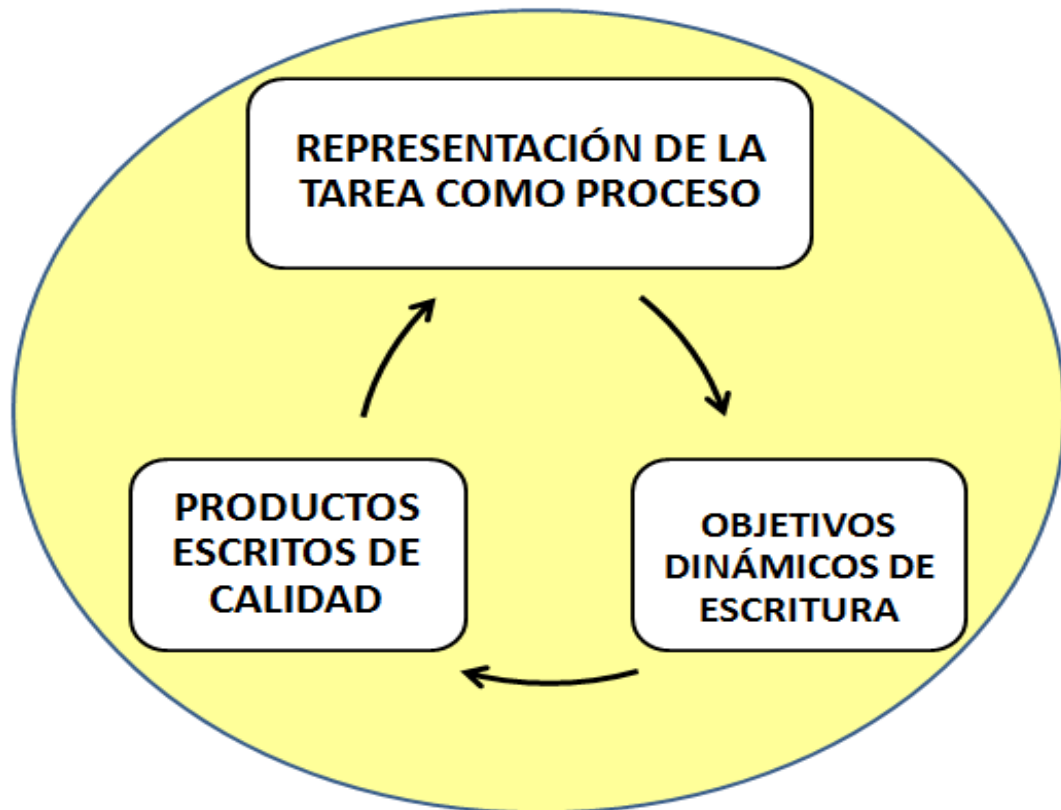 REPRESENTACIÓN DE LA
TAREA COMO PROCESO
PRODUCTOS
ESCRITOS DE
CALIDAD
OBJETIVOS
DINÁMICOS DE
ESCRITURA